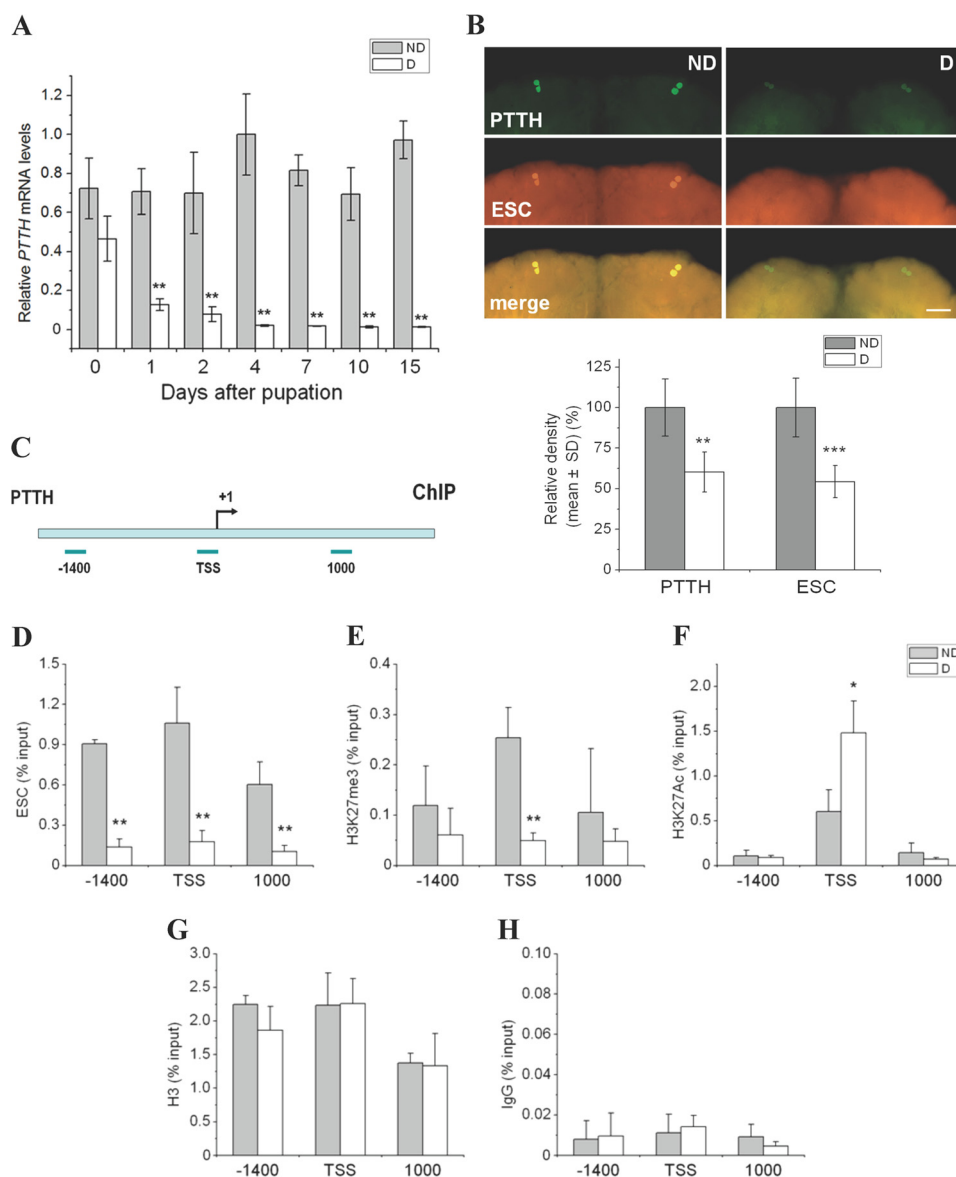 A
ND
D
Relative PTTH mRNA levels
1.2
1.0
0.8
0.6
0.4
0.2
0
** ** ** ** ** **
0 1 2 4 7 10 15
Days after pupation
B
ND D
PTTH
ESC
merge
ND
D
Relative density
(mean ± SD) (%)
125
100
75
50
25
0
** ***
PTTH ESC
C
PTTH +1 ChIP
-1400 TSS 1000
D
ESC (% input)
1.5
1.2
0.9
0.6
0.3
0
** ** **
-1400 TSS 1000
E
H3K27me3 (% input)
0.4
0.3
0.2
0.1
0
**
-1400 TSS 1000
F
ND
D
H3K27Ac (% input)
2.0
1.5
1.0
0.5
0
*
-1400 TSS 1000
G
H3 (% input)
3.0
2.5
2.0
1.5
1.0
0.5
0
-1400 TSS 1000
H
IgG (% input)
0.10
0.08
0.06
0.04
0.02
0
-1400 TSS 1000